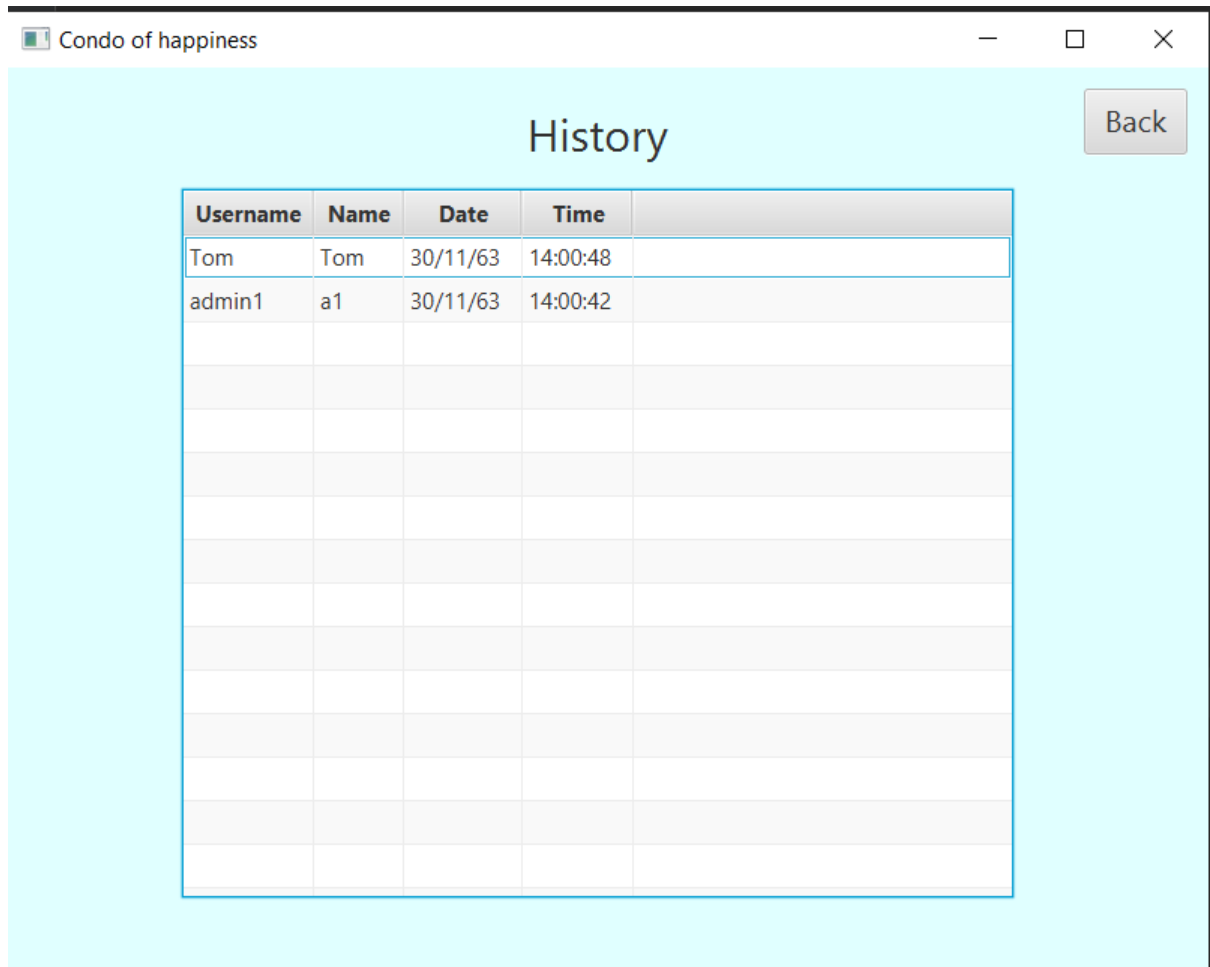 Condo of happiness
Back
History
Username Name Date Time
Tom Tom 30/11/63 14:00:48
admin1 a1 30/11/63 14:00:42